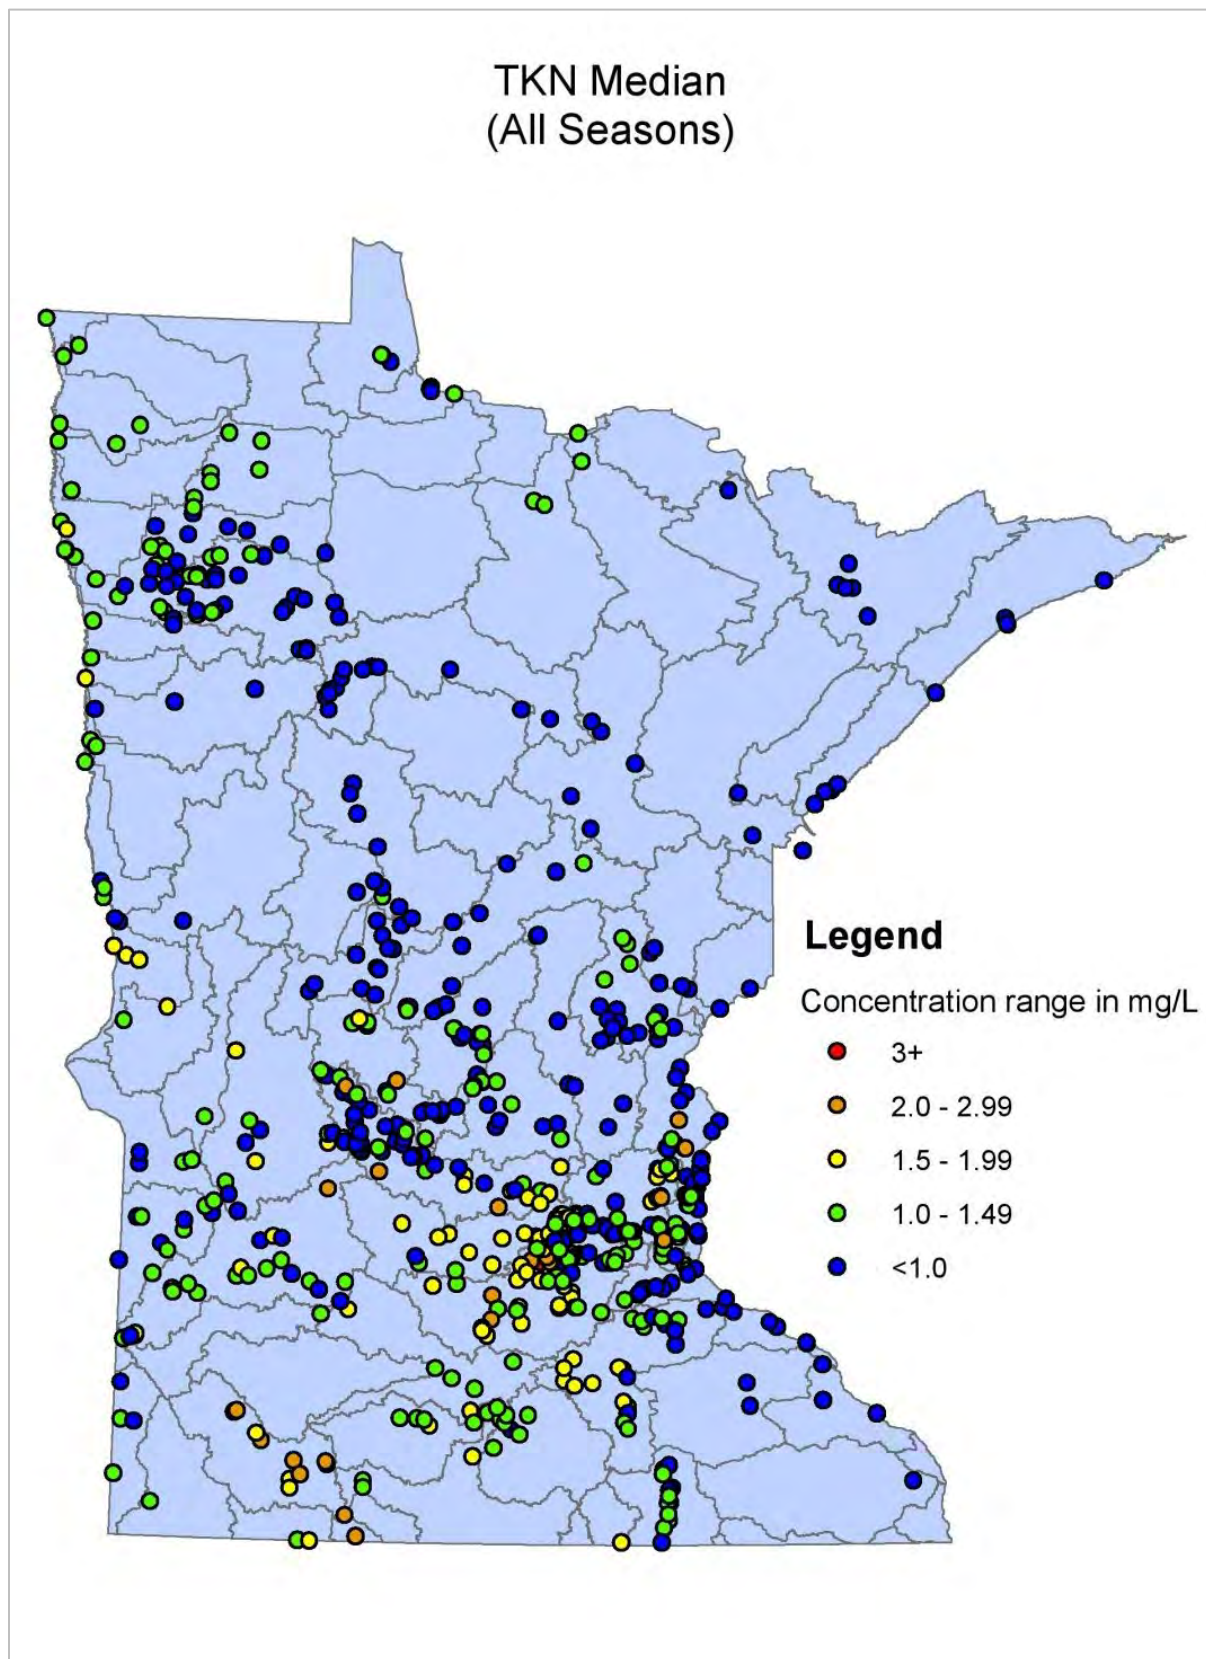 TKN Median
(All Seasons)
Legend
Concentration range in mg/L
3+
2.0 - 2.99
1.5 - 1.99
1.0 - 1.49
<1.0